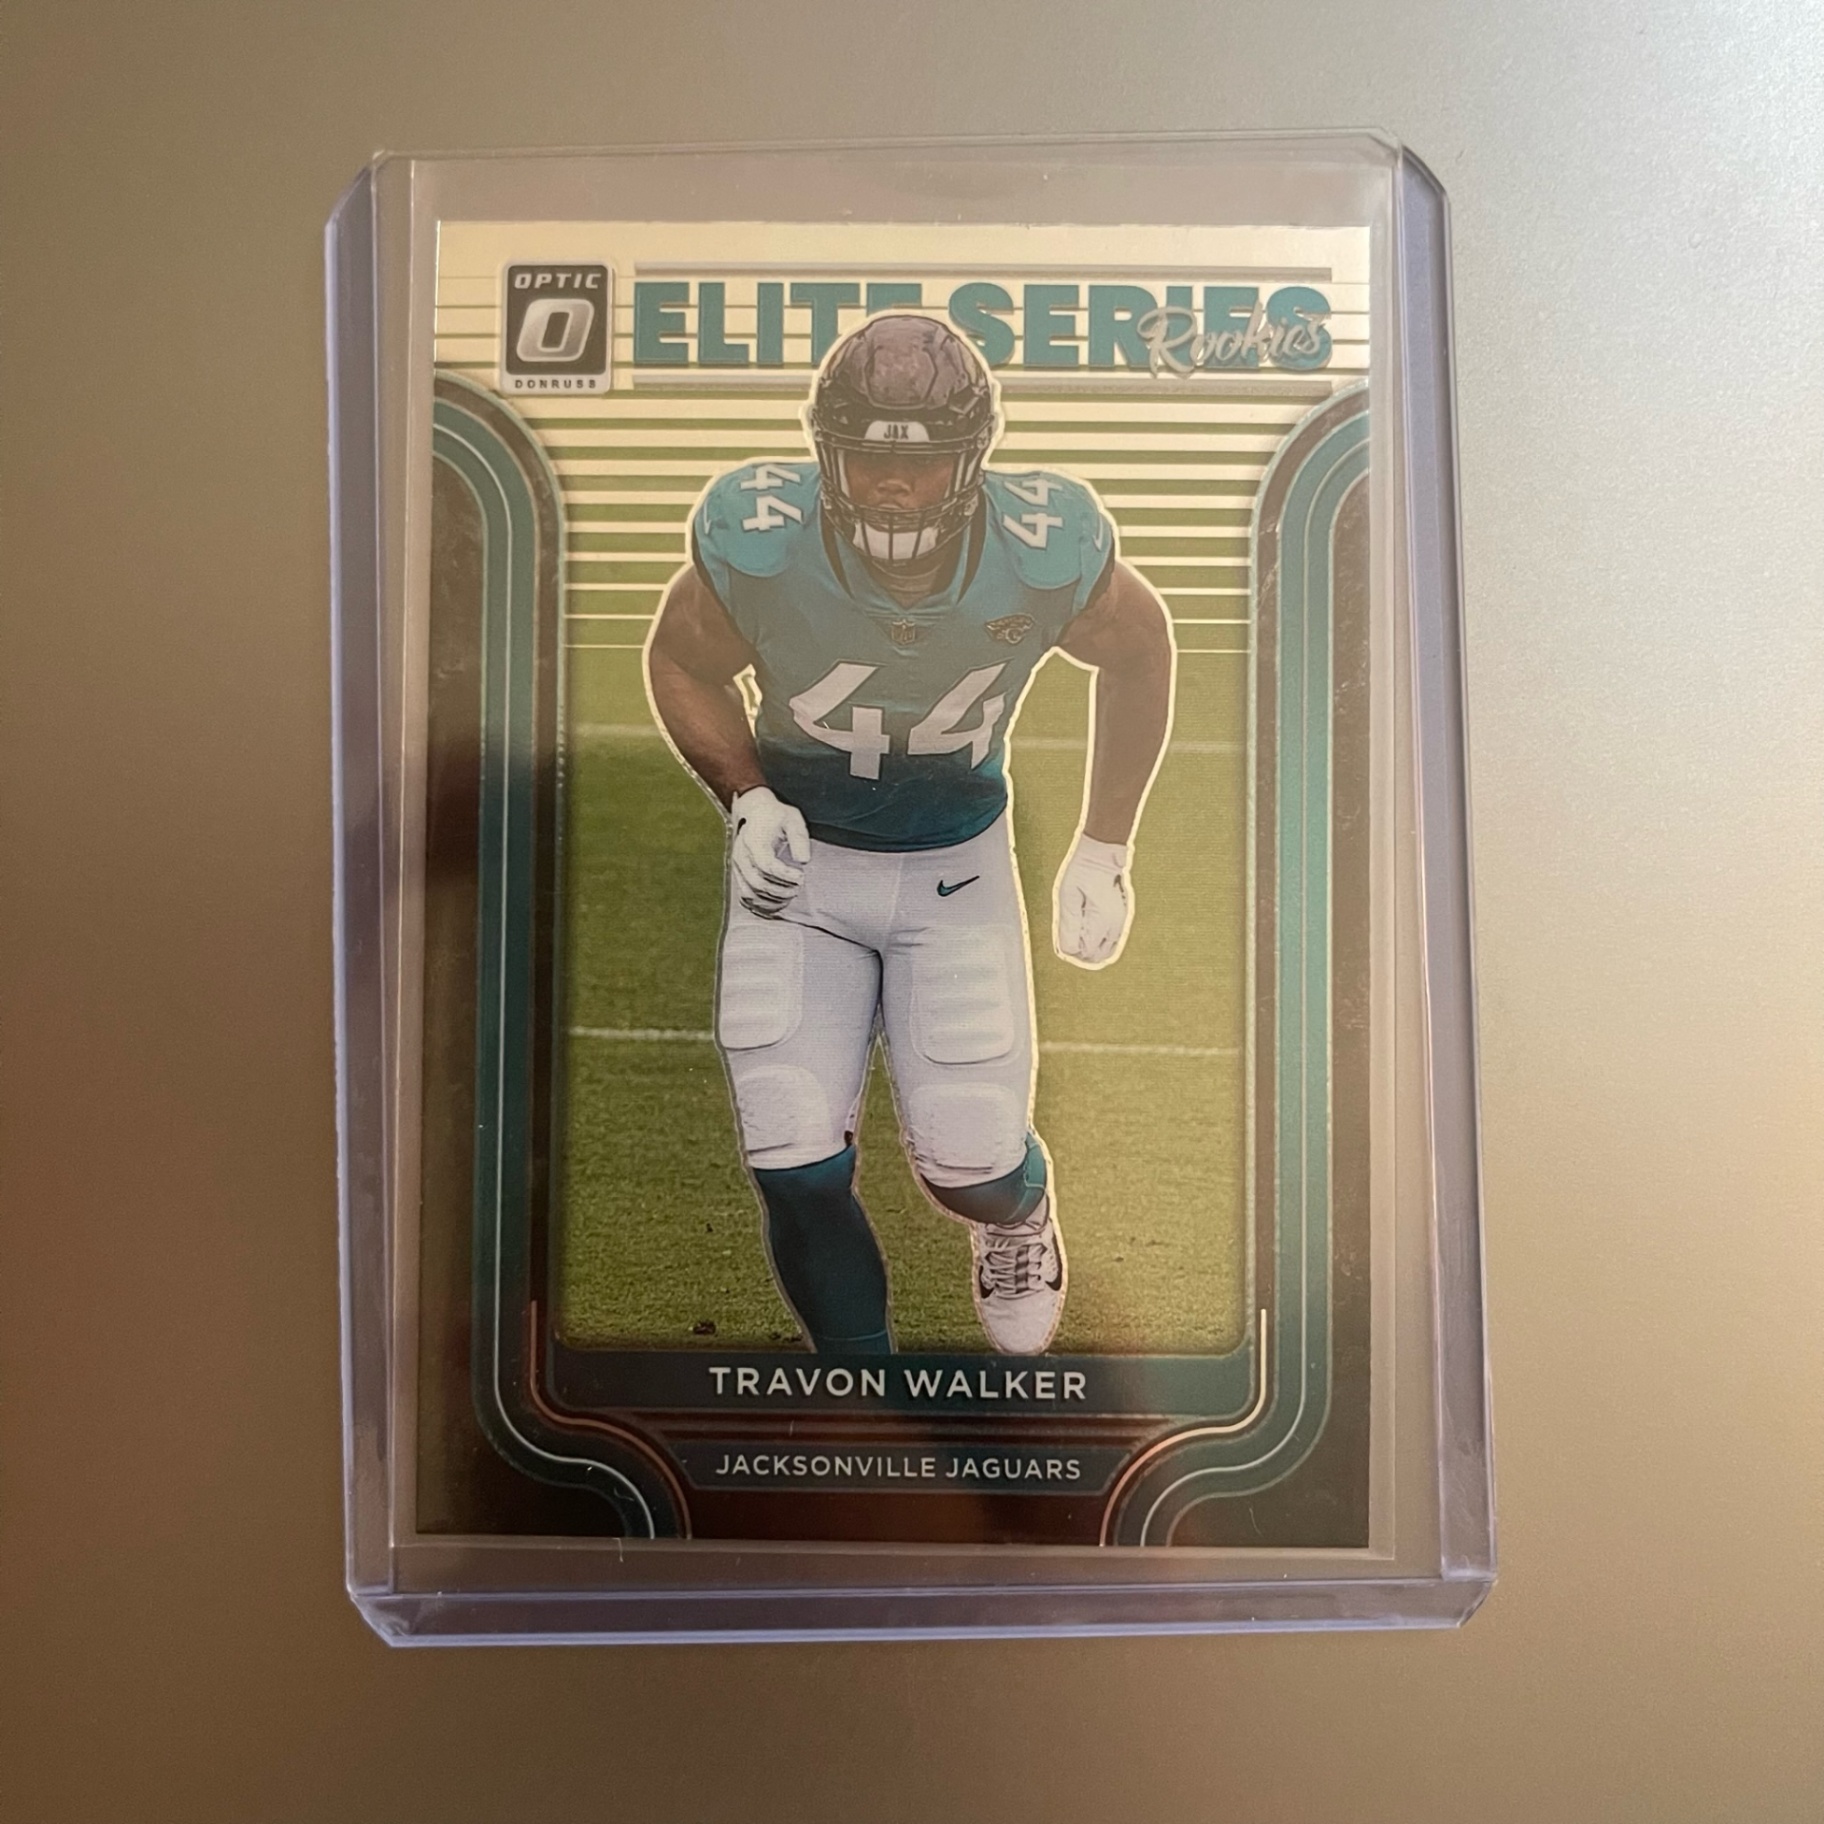 OPTIC
O
DONRUSS
ELITE SERIES
Rookies
JAX
44
44
44
TRAVON WALKER
JACKSONVILLE JAGUARS